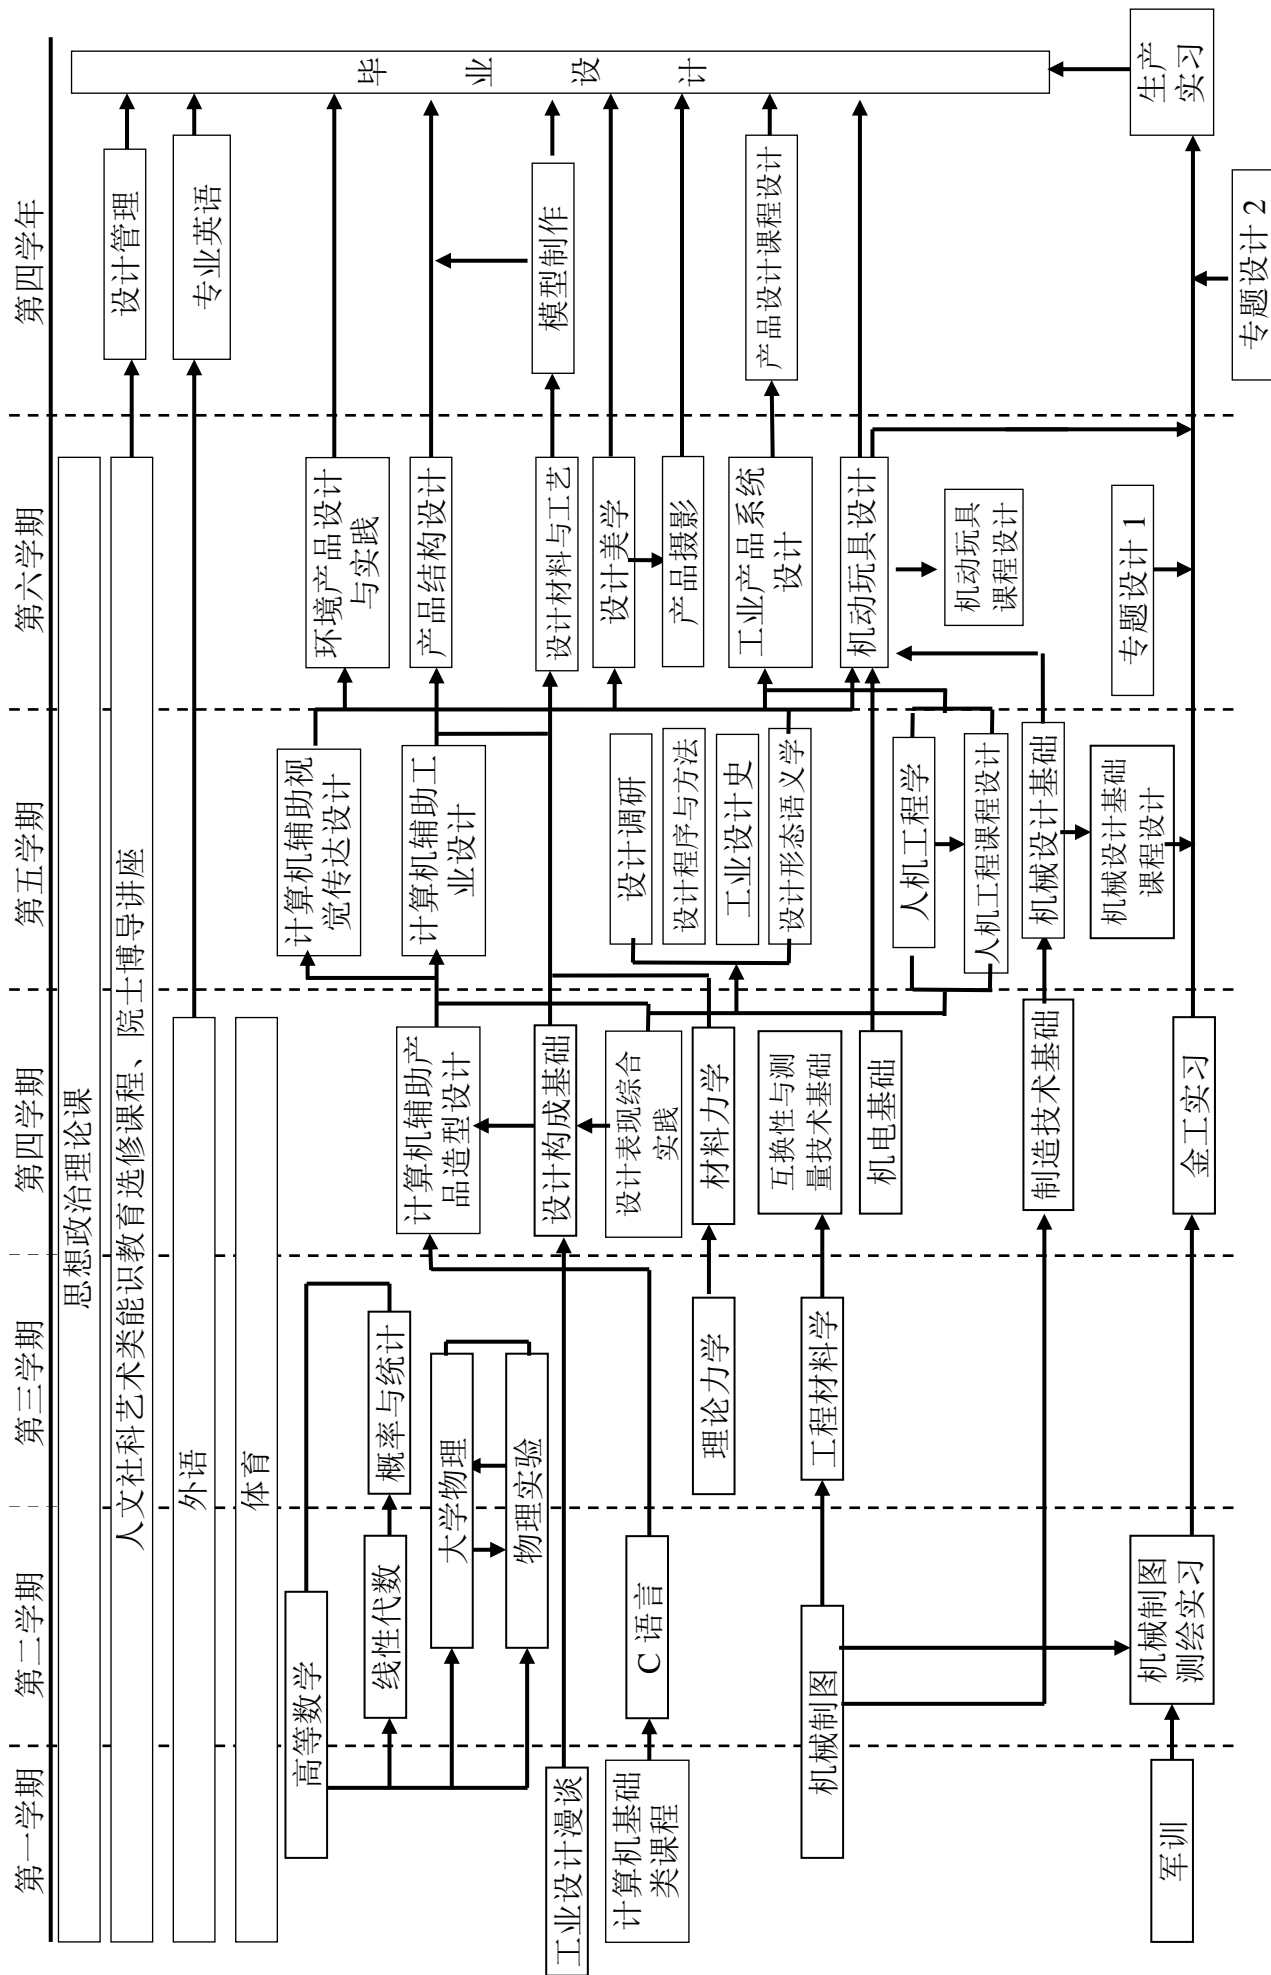 第一学期
第二学期
第三学期
第四学期
第五学期
第六学期
第四学年
思想政治理论课
人文社科艺术类能识教育选修课程、院士博导讲座
外语
体育
高等数学
线性代数
概率与统计
大学物理
物理实验
工业设计漫谈
计算机基础
类课程
C 语言
理论力学
机械制图
工程材料学
军训
机械制图
测绘实习
计算机辅助产
品造型设计
设计构成基础
设计表现综合
实践
材料力学
互换性与测
量技术基础
机电基础
制造技术基础
金工实习
计算机辅助视
觉传达设计
计算机辅助工
业设计
设计调研
设计程序与方法
工业设计史
设计形态语义学
人机工程学
人机工程课程设计
机械设计基础
机械设计基础
课程设计
环境产品设计
与实践
产品结构设计
设计材料与工艺
设计美学
产品摄影
工业产品系统
设计
机动玩具设计
机动玩具
课程设计
专题设计 1
设计管理
专业英语
模型制作
产品设计课程设计
专题设计 2
毕业设计
生产
实习